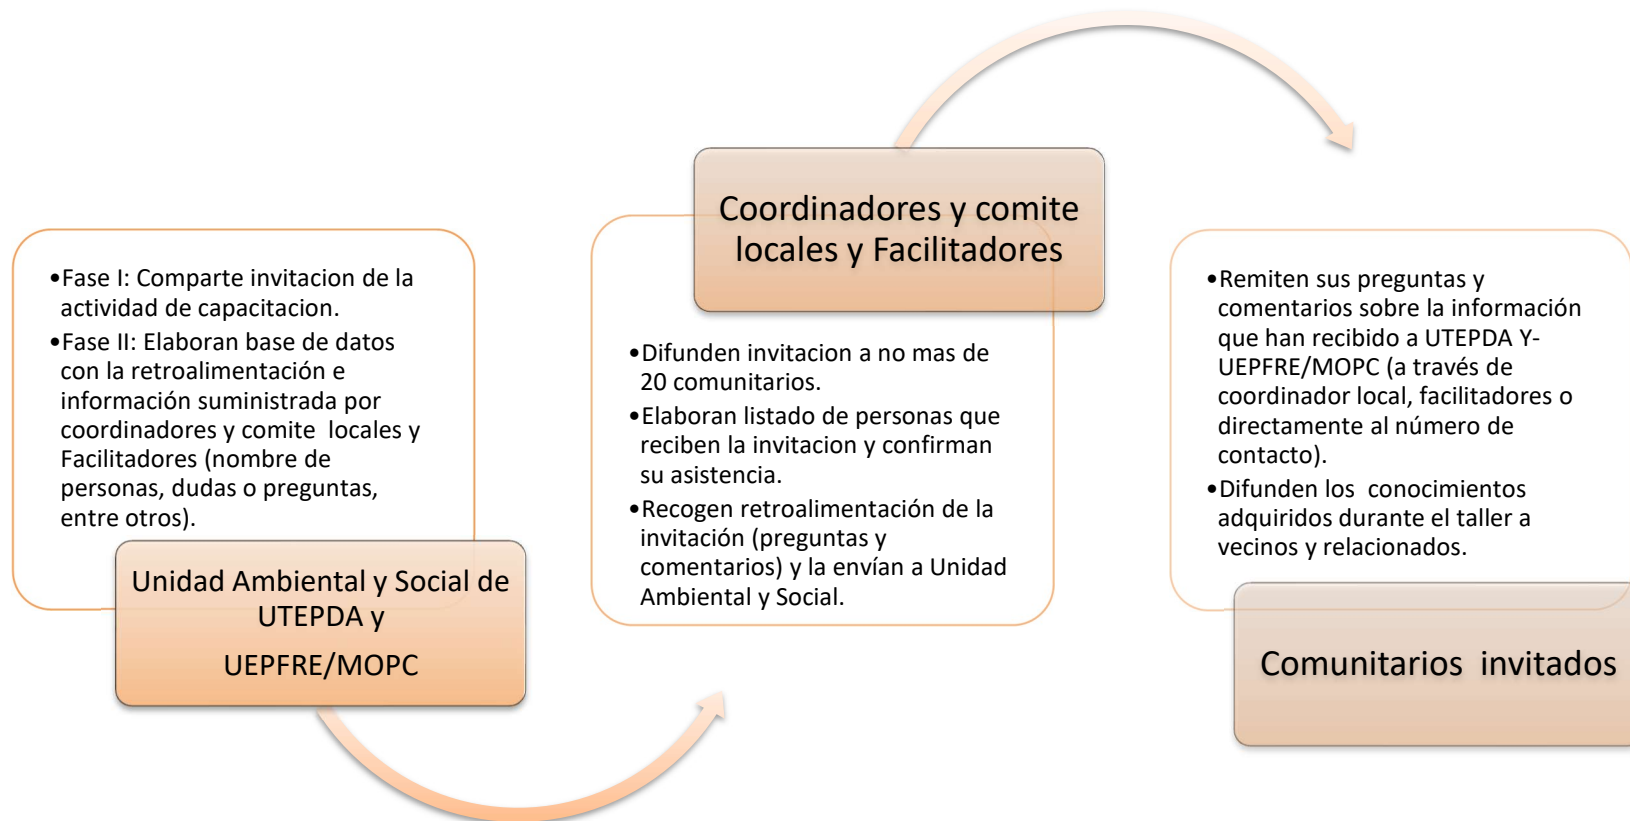 •Fase I: Comparte invitacion de la
actividad de capacitacion.
•Fase II: Elaboran base de datos
con la retroalimentación e
información suministrada por
coordinadores y comite  locales y
Facilitadores (nombre de
personas, dudas o preguntas,
entre otros).
Unidad Ambiental y Social de
UTEPDA y
UEPFRE/MOPC
Coordinadores y comite
locales y Facilitadores
•Difunden invitacion a no mas de
20 comunitarios.
•Elaboran listado de personas que
reciben la invitacion y confirman
su asistencia.
•Recogen retroalimentación de la
invitación (preguntas y
comentarios) y la envían a Unidad
Ambiental y Social.
•Remiten sus preguntas y
comentarios sobre la información
que han recibido a UTEPDA Y-
UEPFRE/MOPC (a través de
coordinador local, facilitadores o
directamente al número de
contacto).
•Difunden los  conocimientos
adquiridos durante el taller a
vecinos y relacionados.
Comunitarios  invitados